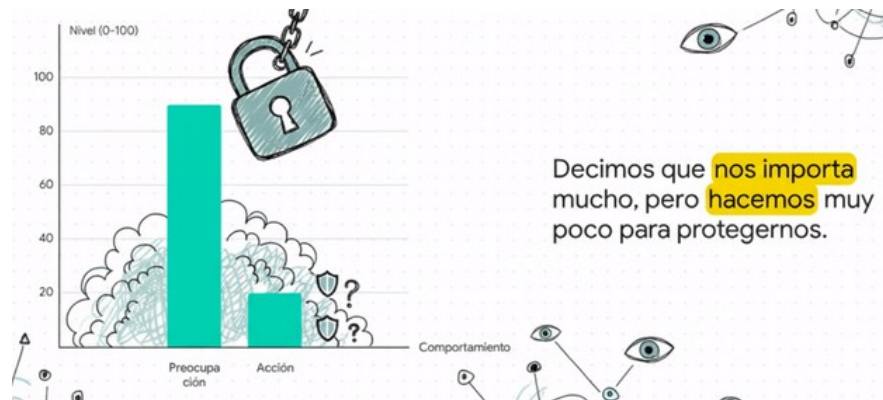 Nivel (0-100)
100
80
60
40
20
Preocupa
ción
Acción
Comportamiento
? 
?
Decimos que nos importa
mucho, pero hacemos muy
poco para protegernos.